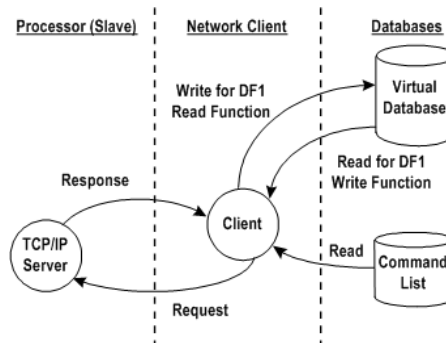 Processor (Slave)
Network Client
Databases
Write for DF1
Read Function
Virtual
Database
Read for DF1
Write Function
Response
Client
TCP/IP
Server
Read
Command
List
Request